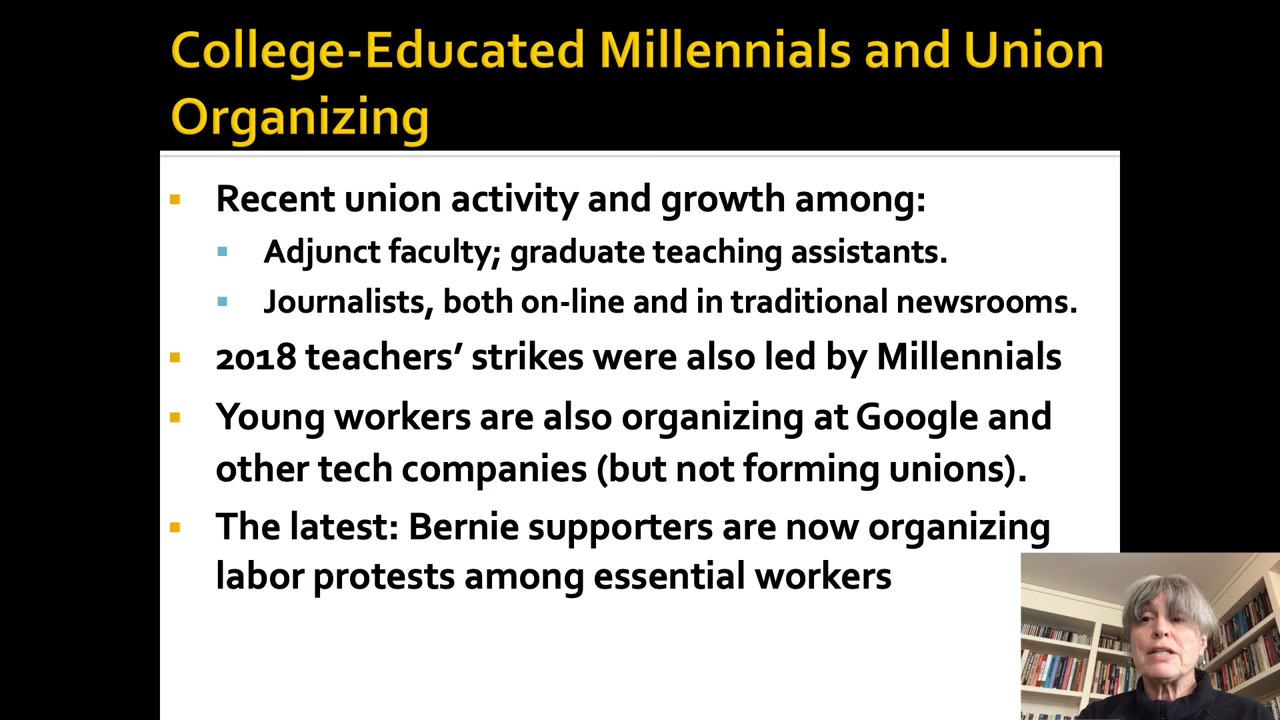 College-Educated Millennials and Union
Organizing
Recent union activity and growth among:
Adjunct faculty; graduate teaching assistants.
Journalists, both on-line and in traditional newsrooms.
2018 teachers’ strikes were also led by Millennials
Young workers are also organizing at Google and
other tech companies (but not forming unions).
The latest: Bernie supporters are now organizing
labor protests among essential workers